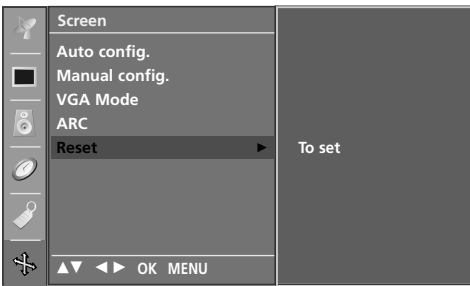 Screen
Auto config.
Manual config.
VGA Mode
ARC
Reset ► To set
▲▼ ◄► OK MENU